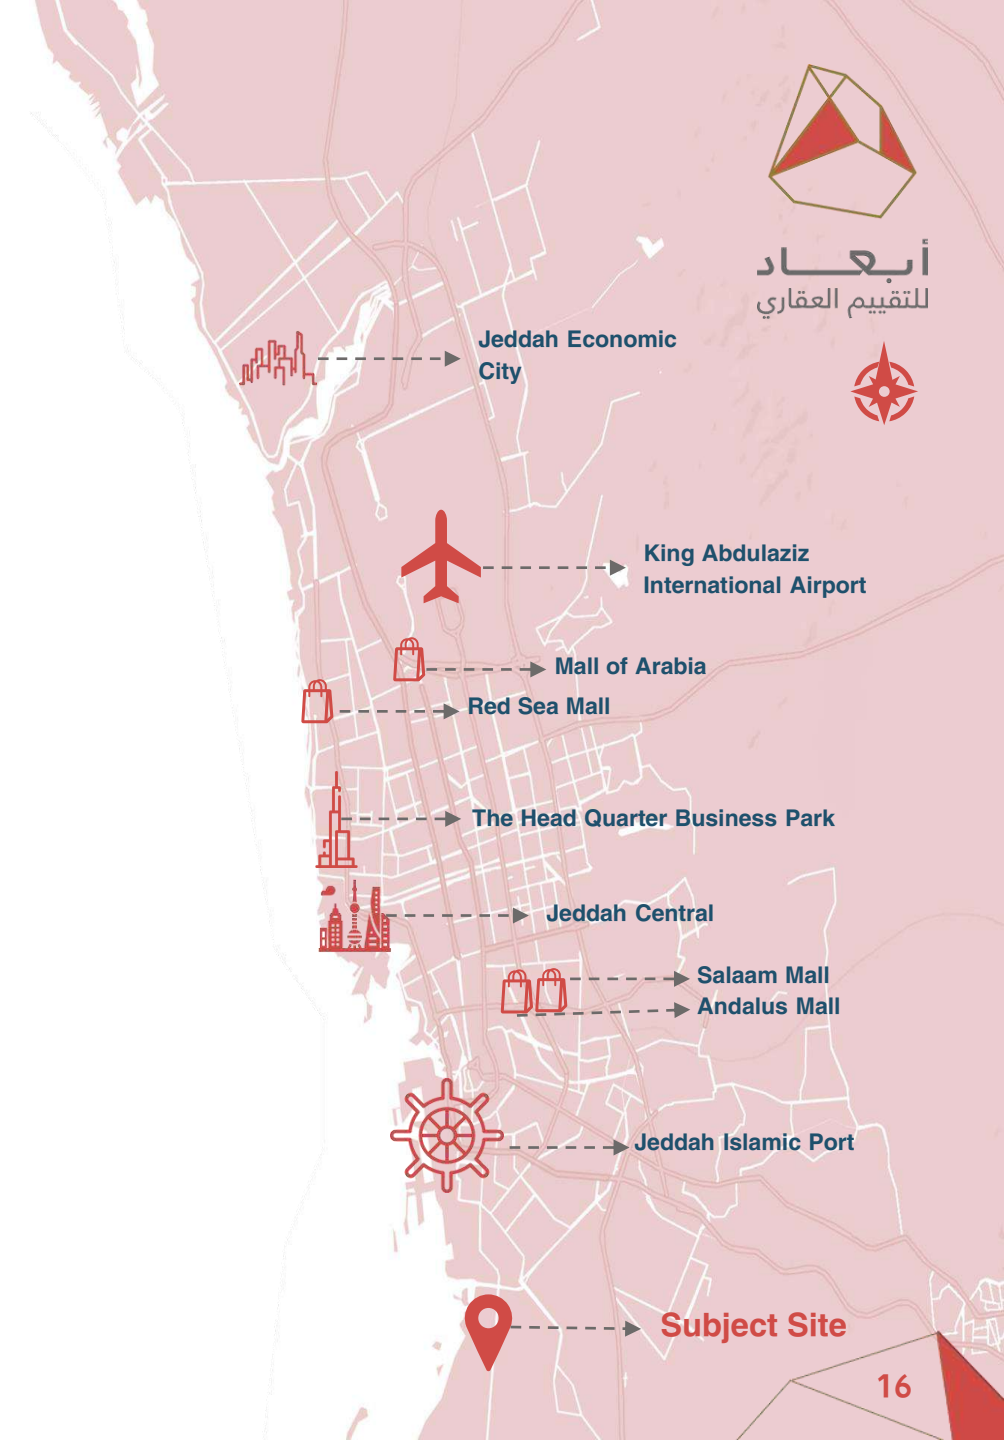 أبعاد
للتقييم العقاري
Jeddah Economic
City
King Abdulaziz
International Airport
Mall of Arabia
Red Sea Mall
The Head Quarter Business Park
Jeddah Central
Salaam Mall
Andalus Mall
Jeddah Islamic Port
Subject Site
16